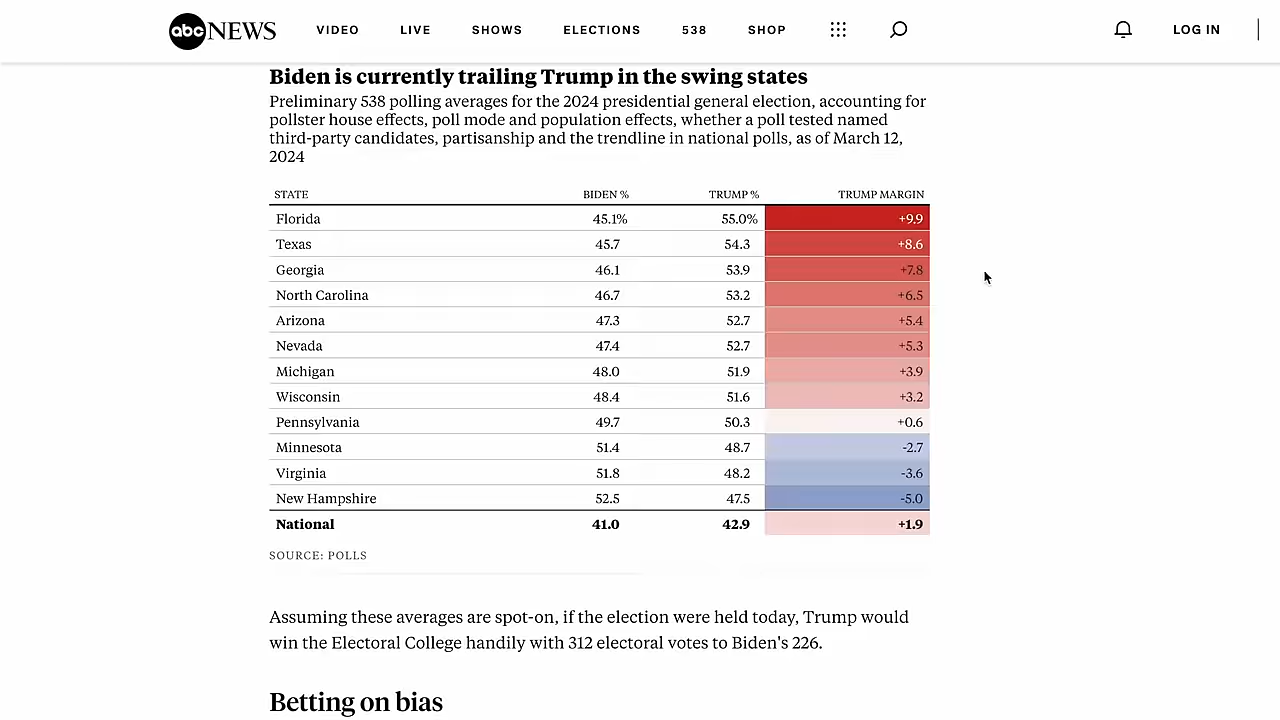 abc NEWS VIDEO LIVE SHOWS ELECTIONS 538 SHOP LOG IN
Biden is currently trailing Trump in the swing states
Preliminary 538 polling averages for the 2024 presidential general election, accounting for
pollster house effects, poll mode and population effects, whether a poll tested named
third-party candidates, partisanship and the trendline in national polls, as of March 12,
2024
STATE BIDEN % TRUMP % TRUMP MARGIN
Florida 45.1% 55.0% +9.9
Texas 45.7 54.3 +8.6
Georgia 46.1 53.9 +7.8
North Carolina 46.7 53.2 +6.5
Arizona 47.3 52.7 +5.4
Nevada 47.4 52.7 +5.3
Michigan 48.0 51.9 +3.9
Wisconsin 48.4 51.6 +3.2
Pennsylvania 49.7 50.3 +0.6
Minnesota 51.4 48.7 -2.7
Virginia 51.8 48.2 -3.6
New Hampshire 52.5 47.5 -5.0
National 41.0 42.9 +1.9
SOURCE: POLLS
Assuming these averages are spot-on, if the election were held today, Trump would
win the Electoral College handily with 312 electoral votes to Biden's 226.
Betting on bias